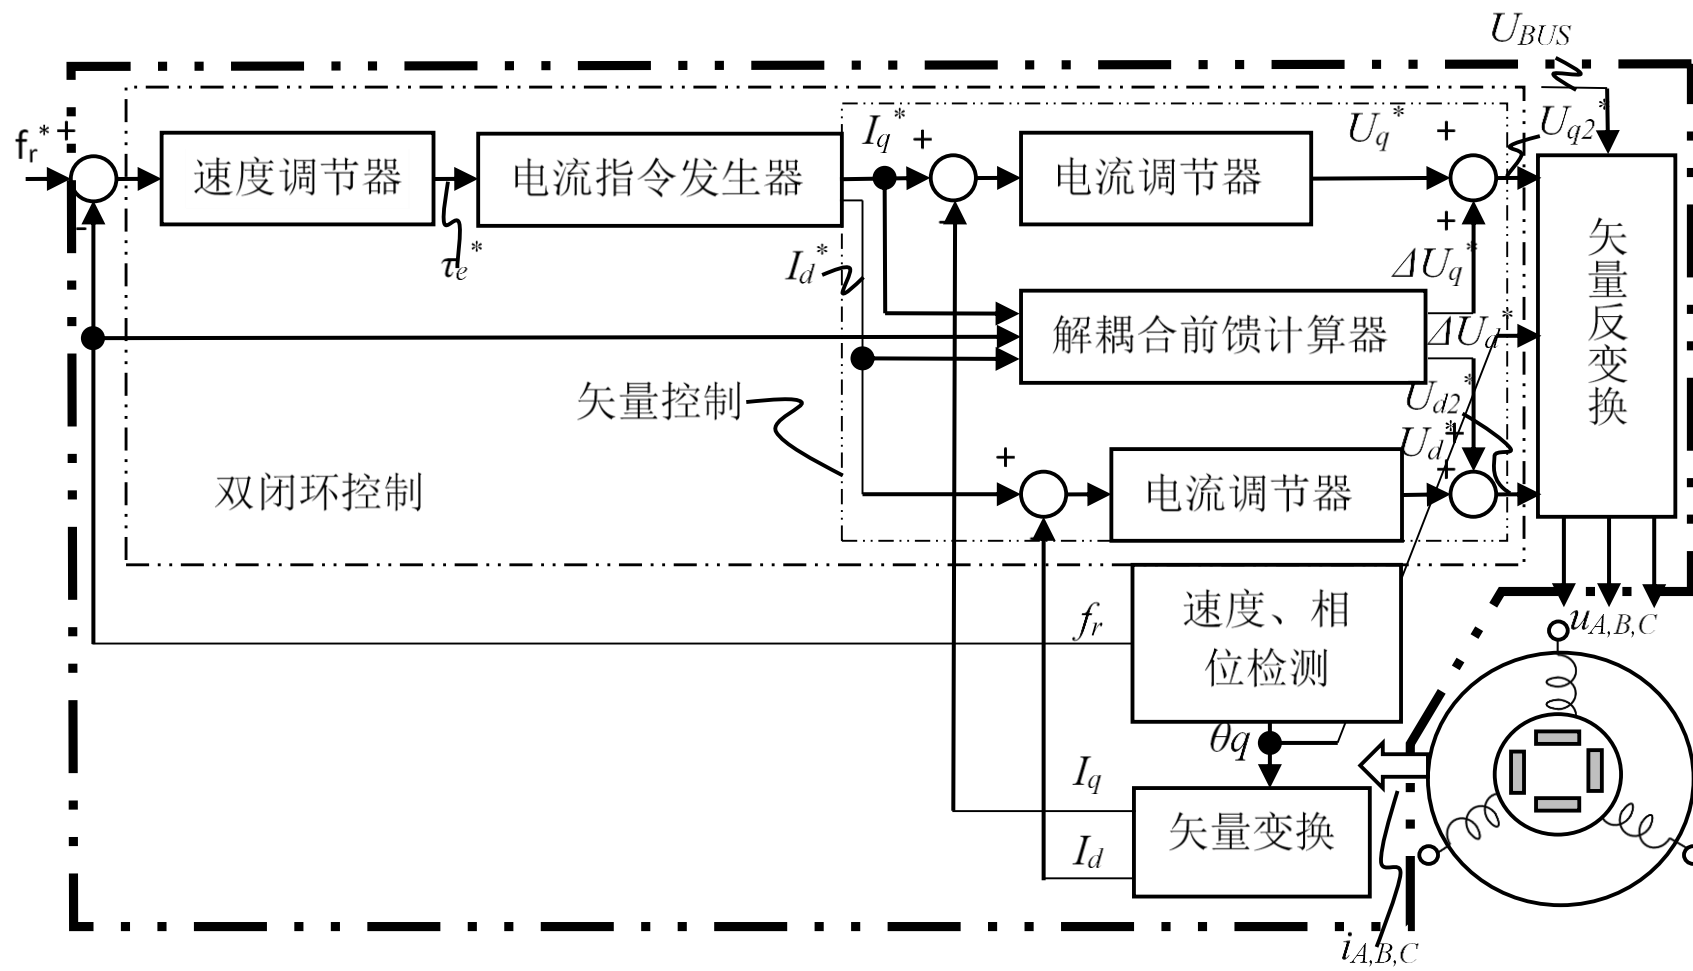 U_BUS
f_r^* +
速度调节器
电流指令发生器
I_q^* +
电流调节器
U_q^* +
U_q2^*
-
τ_e^*
I_d^*
-
+
ΔU_q^*
矢量反变换
解耦合前馈计算器
ΔU_d^*
矢量控制
U_d2^*
U_d^* +
双闭环控制
+
电流调节器
+
-
f_r
速度、相
位检测
u_A,B,C
θq
I_q
矢量变换
I_d
i_A,B,C